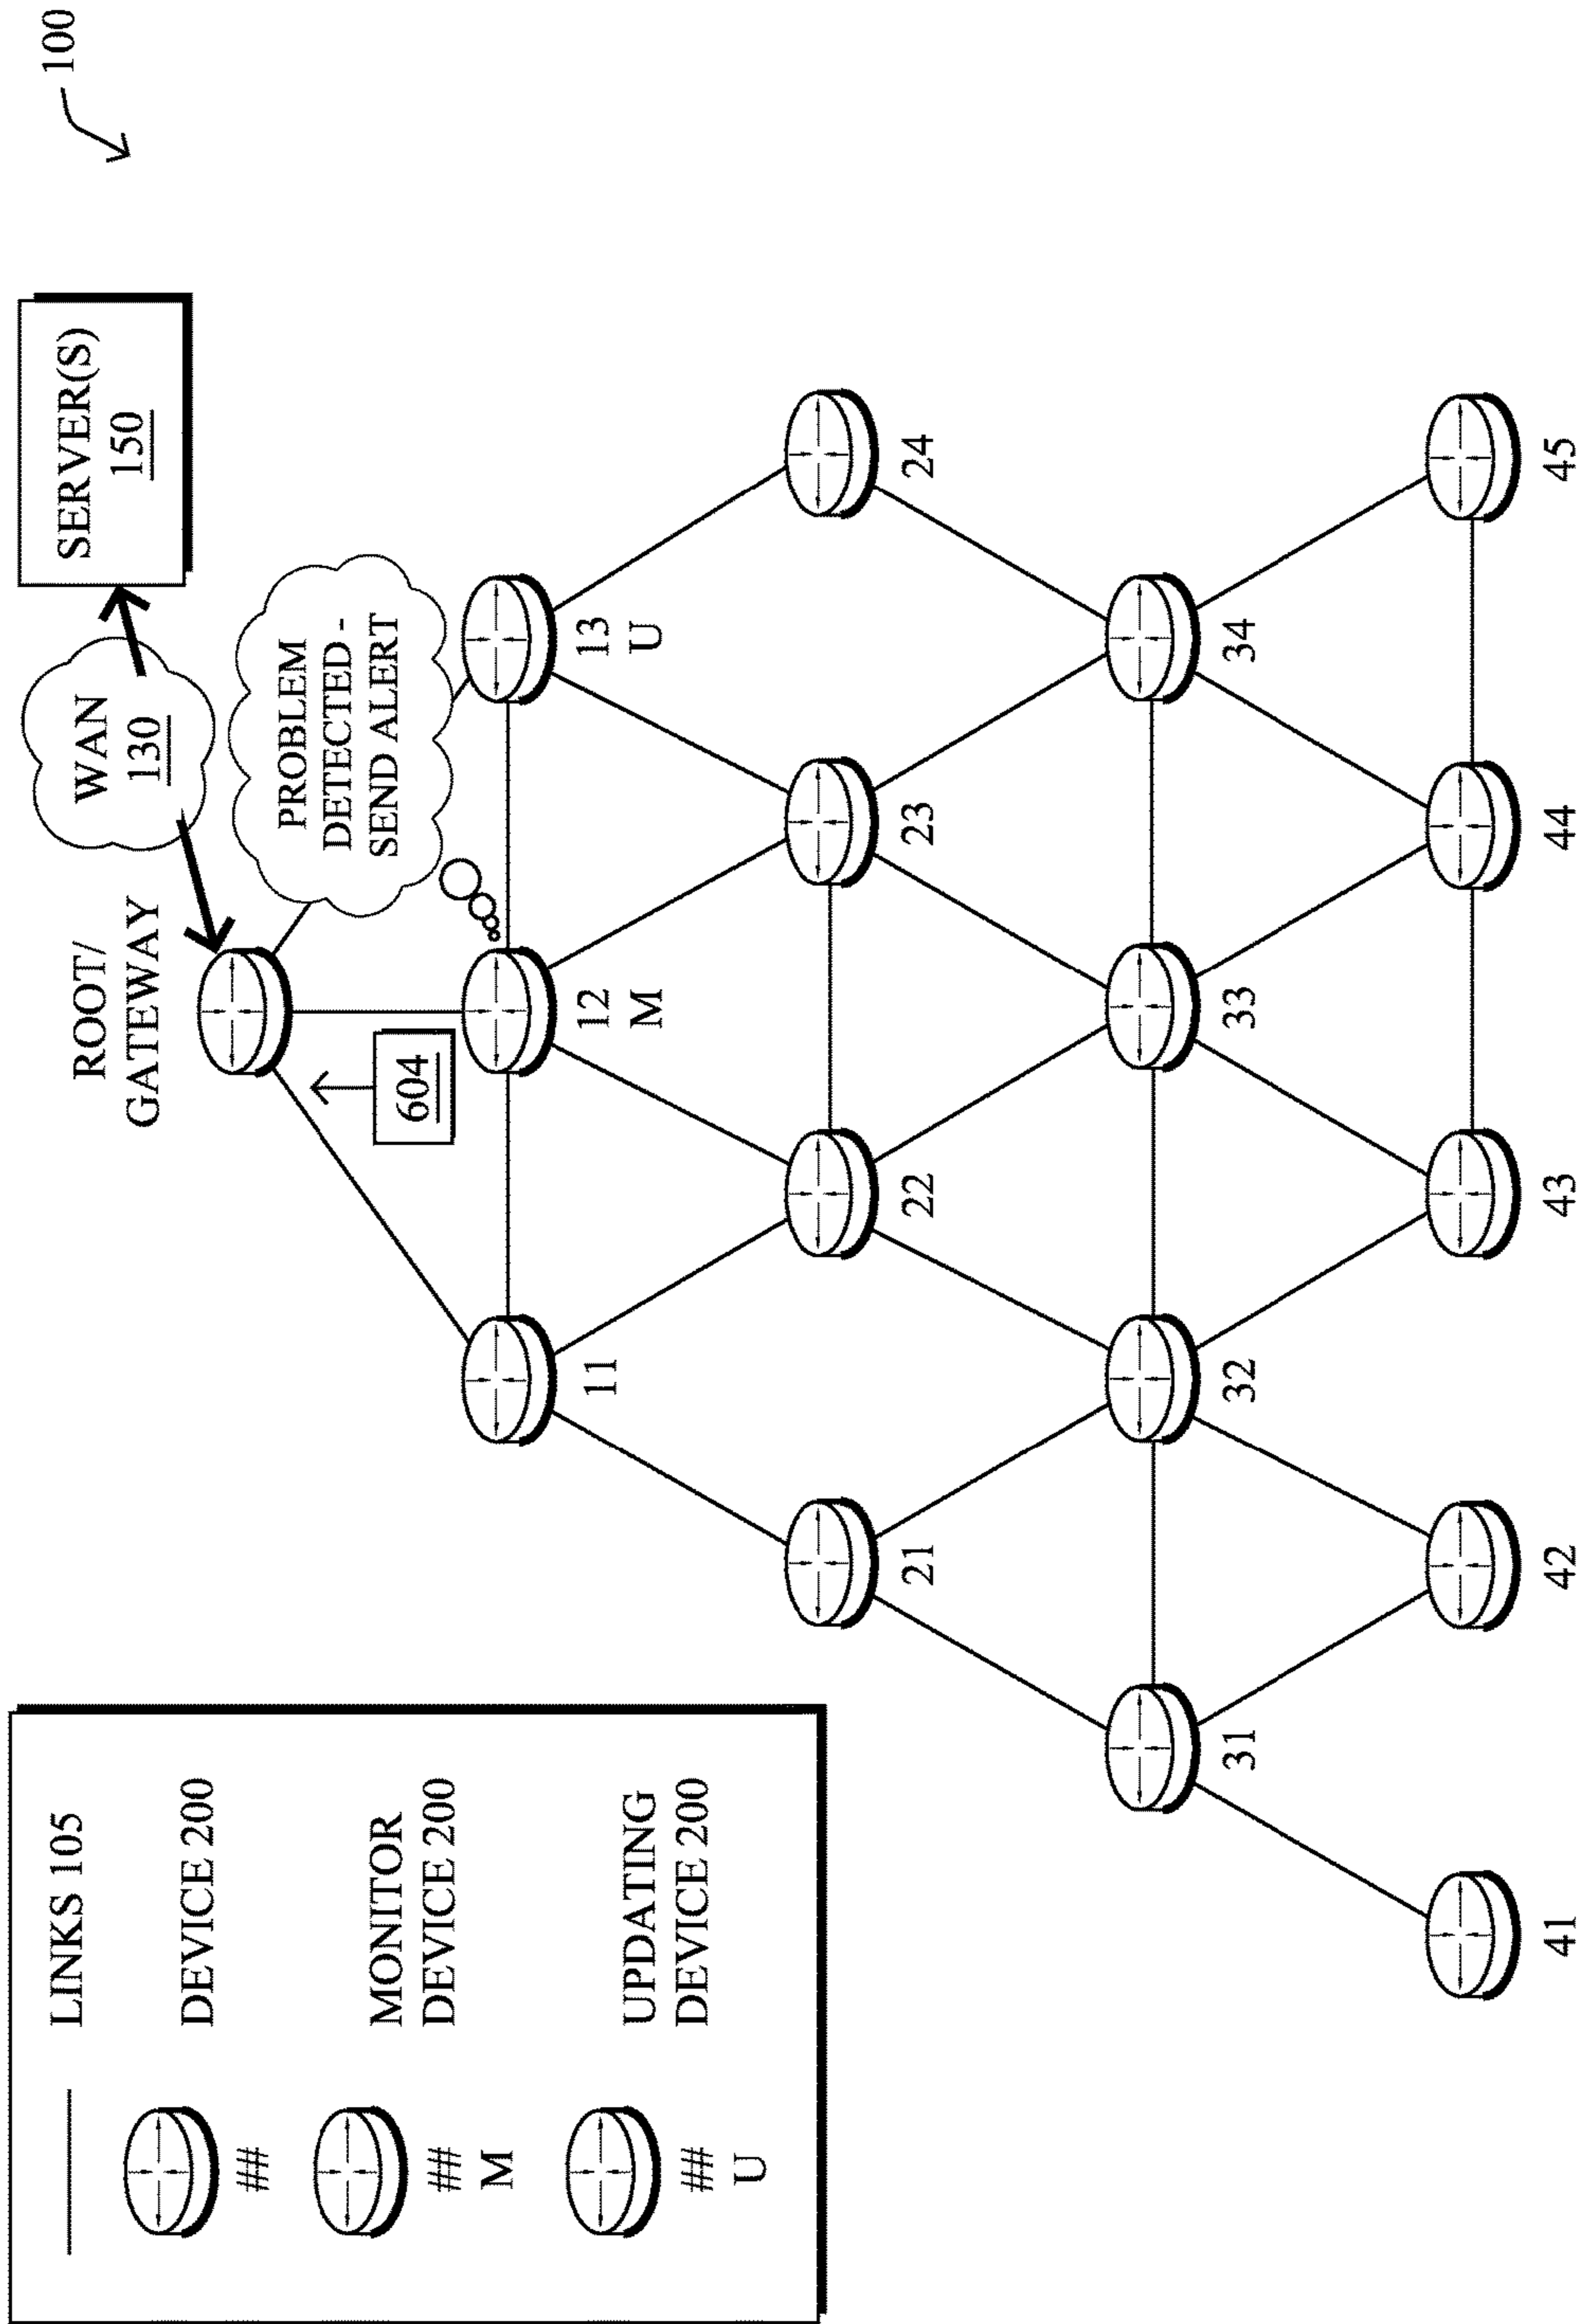 100
LINKS 105
##
DEVICE 200
##
M
MONITOR
DEVICE 200
##
U
UPDATING
DEVICE 200
SERVER(S)
150
WAN
130
ROOT/
GATEWAY
PROBLEM
DETECTED -
SEND ALERT
604
11
12
M
13
U
21
22
23
24
31
32
33
34
41
42
43
44
45